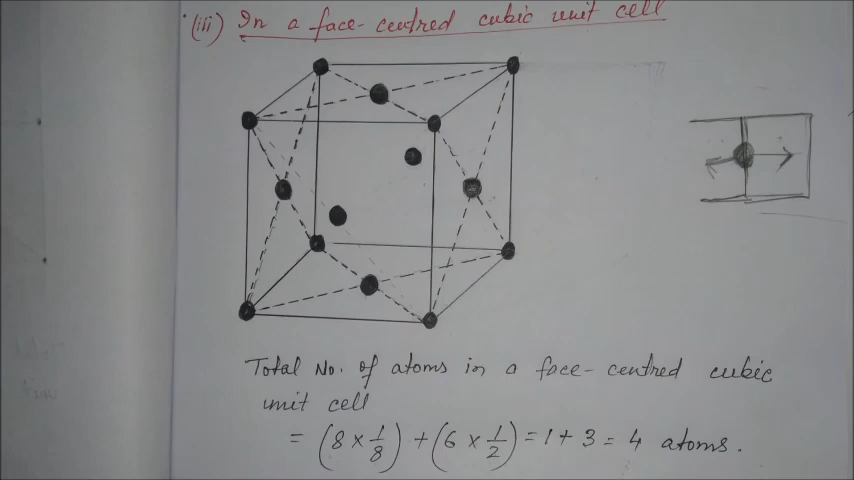 (iii) In a face-centred cubic unit cell
Total No. of atoms in a face-centred cubic
unit cell
= (8 × 1/8) + (6 × 1/2) = 1 + 3 = 4 atoms.